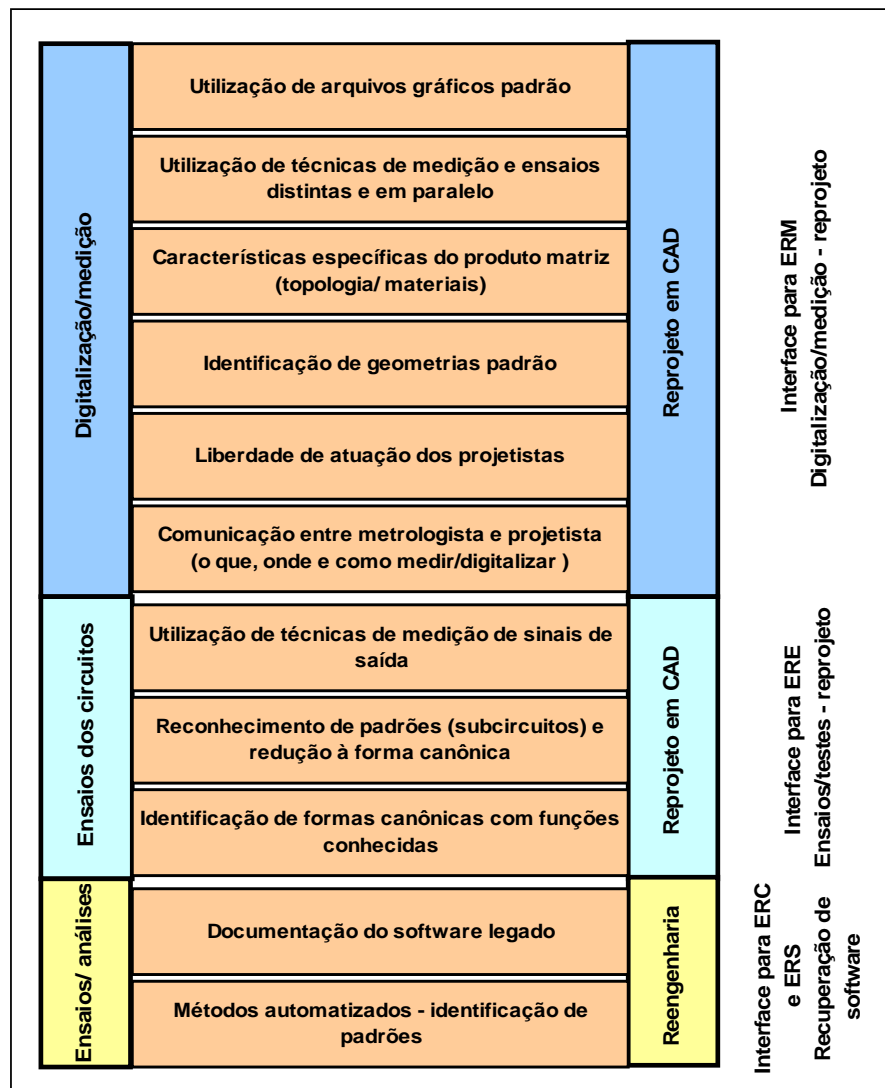 Digitalização/medição
Utilização de arquivos gráficos padrão
Utilização de técnicas de medição e ensaios
distintas e em paralelo
Características específicas do produto matriz
(topologia/ materiais)
Identificação de geometrias padrão
Liberdade de atuação dos projetistas
Comunicação entre metrologista e projetista
(o que, onde e como medir/digitalizar )
Reprojeto em CAD
Interface para ERM
Digitalização/medição - reprojeto
Ensaios dos circuitos
Utilização de técnicas de medição de sinais de
saída
Reconhecimento de padrões (subcircuitos) e
redução à forma canônica
Identificação de formas canônicas com funções
conhecidas
Reprojeto em CAD
Interface para ERE
Ensaios/testes - reprojeto
Ensaios/ análises
Documentação do software legado
Métodos automatizados - identificação de
padrões
Reengenharia
Interface para ERC
e ERS
Recuperação de
software